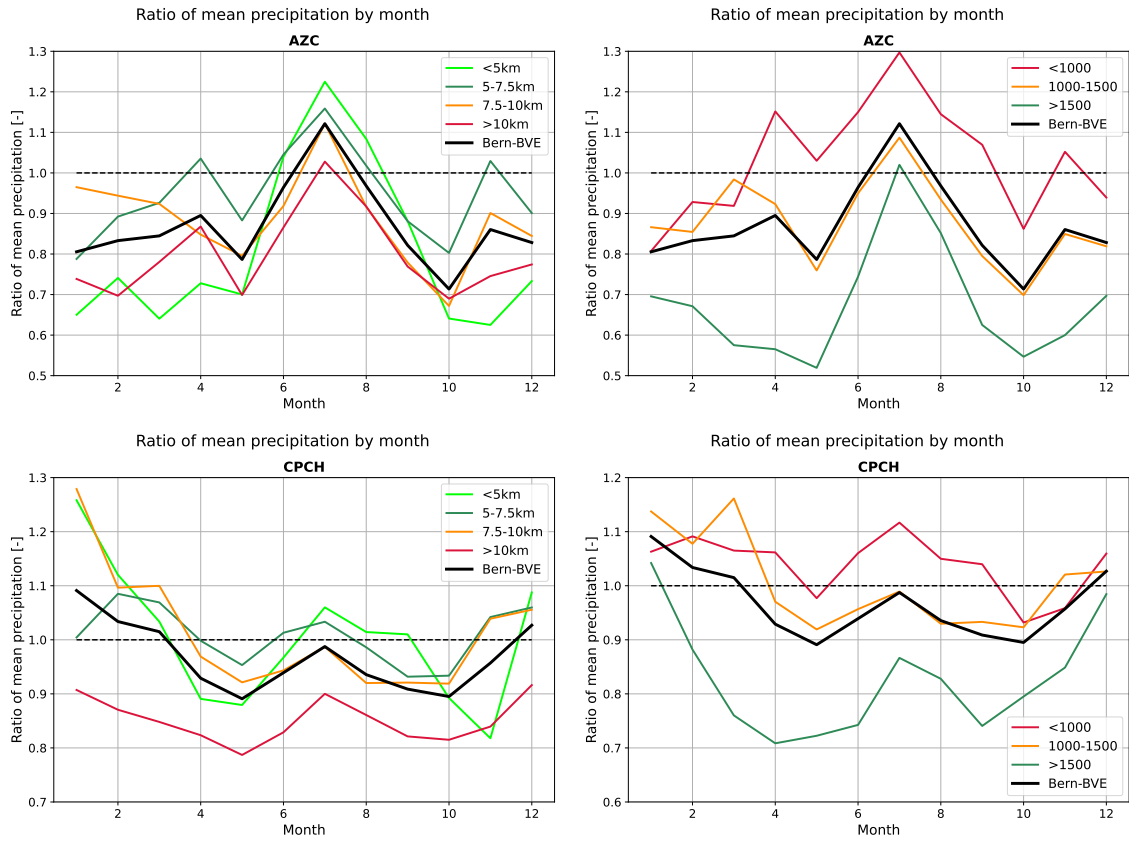 Ratio of mean precipitation by month
AZC
Ratio of mean precipitation [-]
1.3
1.2
1.1
1.0
0.9
0.8
0.7
0.6
0.5
<5km
5-7.5km
7.5-10km
>10km
Bern-BVE
2 4 6 8 10 12
Month
Ratio of mean precipitation by month
AZC
Ratio of mean precipitation [-]
1.3
1.2
1.1
1.0
0.9
0.8
0.7
0.6
0.5
<1000
1000-1500
>1500
Bern-BVE
2 4 6 8 10 12
Month
Ratio of mean precipitation by month
CPCH
Ratio of mean precipitation [-]
1.3
1.2
1.1
1.0
0.9
0.8
0.7
<5km
5-7.5km
7.5-10km
>10km
Bern-BVE
2 4 6 8 10 12
Month
Ratio of mean precipitation by month
CPCH
Ratio of mean precipitation [-]
1.2
1.1
1.0
0.9
0.8
0.7
0.6
<1000
1000-1500
>1500
Bern-BVE
2 4 6 8 10 12
Month